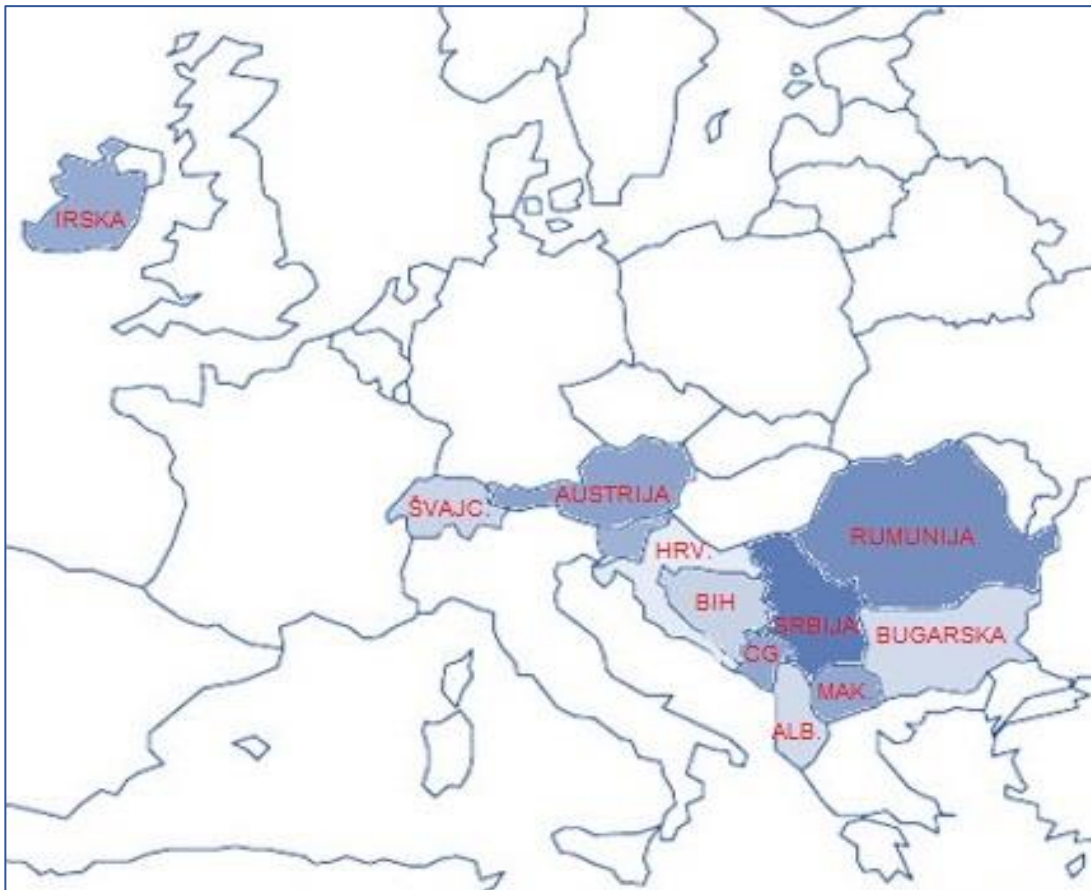 IRSKA
ŠVAJC.
AUSTRIJA
HRV.
RUMUNIJA
BIH
SRBIJA
BUGARSKA
CG
MAK.
ALB.